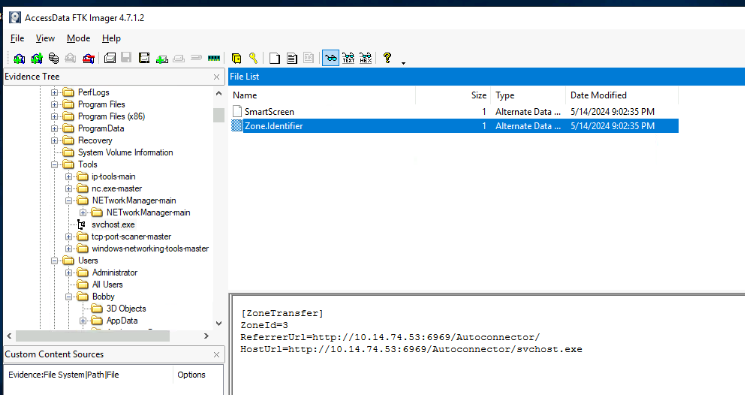 AccessData FTK Imager 4.7.1.2
File View Mode Help
Evidence Tree
PerfLogs
Program Files
Program Files (x86)
ProgramData
Recovery
System Volume Information
Tools
ip-tools-main
nc.exe-master
NETworkManager-main
NETworkManager-main
svchost.exe
tcp-port-scaner-master
windows-networking-tools-master
Users
Administrator
All Users
Bobby
3D Objects
AppData
Custom Content Sources
Evidence:File System|Path|File Options
File List
Name Size Type Date Modified
SmartScreen 1 Alternate Data ... 5/14/2024 9:02:35 PM
Zone.Identifier 1 Alternate Data ... 5/14/2024 9:02:35 PM
[ZoneTransfer]
ZoneId=3
ReferrerUrl=http://10.14.74.53:6969/Autoconnector/
HostUrl=http://10.14.74.53:6969/Autoconnector/svchost.exe